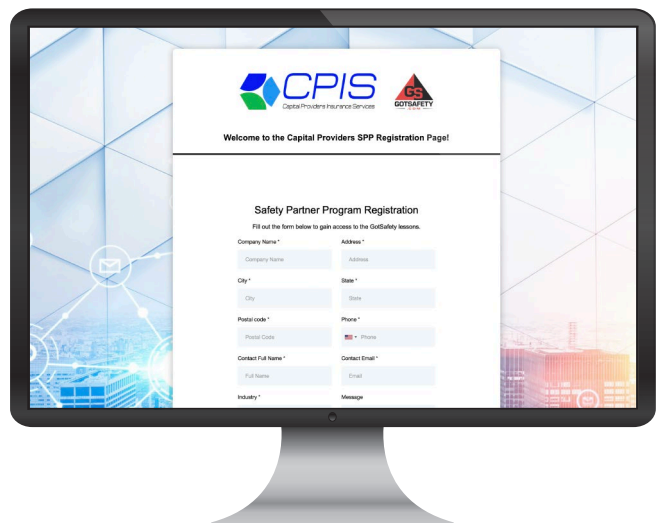 CPIS
Capital Providers Insurance Services
GS
GOTSAFETY
Welcome to the Capital Providers SPP Registration Page!
Safety Partner Program Registration
Fill out the form below to gain access to the GotSafety lessons.
Company Name * Address *
Company Name Address
City * State *
City State
Postal code * Phone *
Postal Code Phone
Contact Full Name * Contact Email *
Full Name Email
Industry * Message